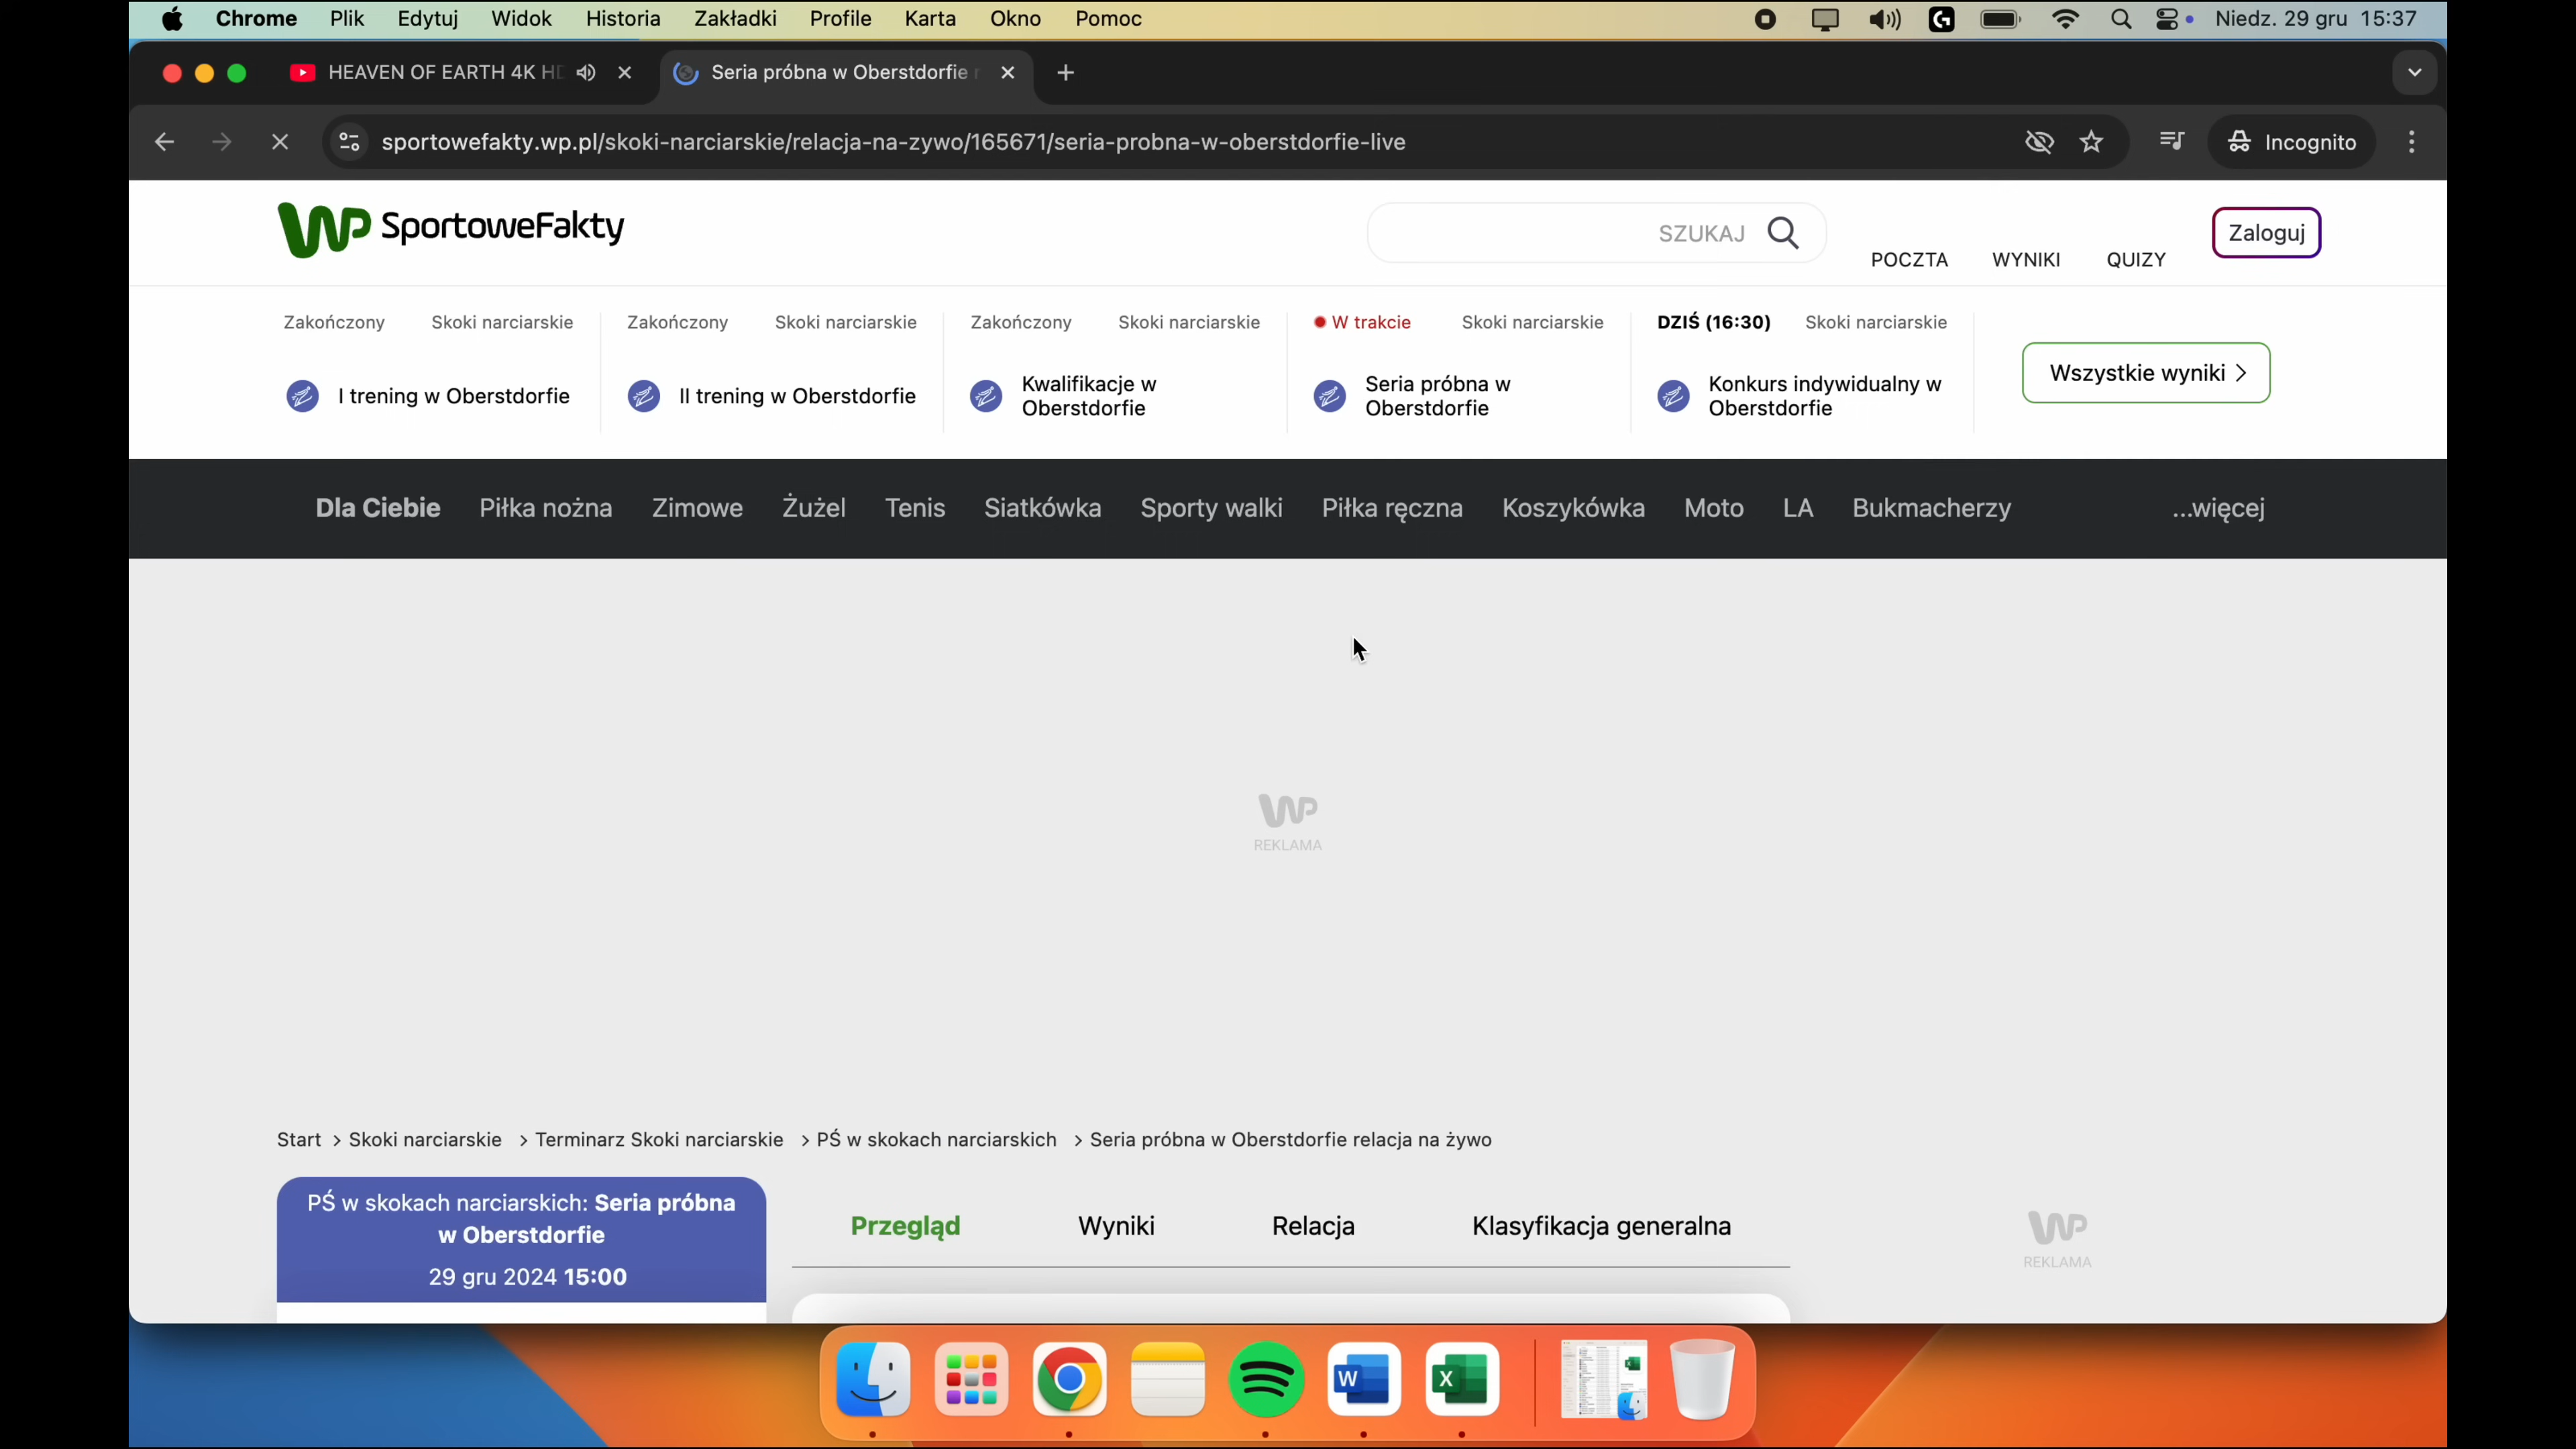 Chrome Plik Edytuj Widok Historia Zakładki Profile Karta Okno Pomoc Niedz. 29 gru 15:37
HEAVEN OF EARTH 4K HD Seria próbna w Oberstdorfie
sportowefakty.wp.pl/skoki-narciarskie/relacja-na-zywo/165671/seria-probna-w-oberstdorfie-live Incognito
WP SportoweFakty SZUKAJ POCZTA WYNIKI QUIZY Zaloguj
Zakończony Skoki narciarskie Zakończony Skoki narciarskie Zakończony Skoki narciarskie W trakcie Skoki narciarskie DZIŚ (16:30) Skoki narciarskie
I trening w Oberstdorfie
II trening w Oberstdorfie
Kwalifikacje w
Oberstdorfie
Seria próbna w
Oberstdorfie
Konkurs indywidualny w
Oberstdorfie
Wszystkie wyniki >
Dla Ciebie Piłka nożna Zimowe Żużel Tenis Siatkówka Sporty walki Piłka ręczna Koszykówka Moto LA Bukmacherzy ...więcej
WP
REKLAMA
Start > Skoki narciarskie > Terminarz Skoki narciarskie > PŚ w skokach narciarskich > Seria próbna w Oberstdorfie relacja na żywo
PŚ w skokach narciarskich: Seria próbna
w Oberstdorfie
29 gru 2024 15:00
Przegląd Wyniki Relacja Klasyfikacja generalna
WP
REKLAMA
W X